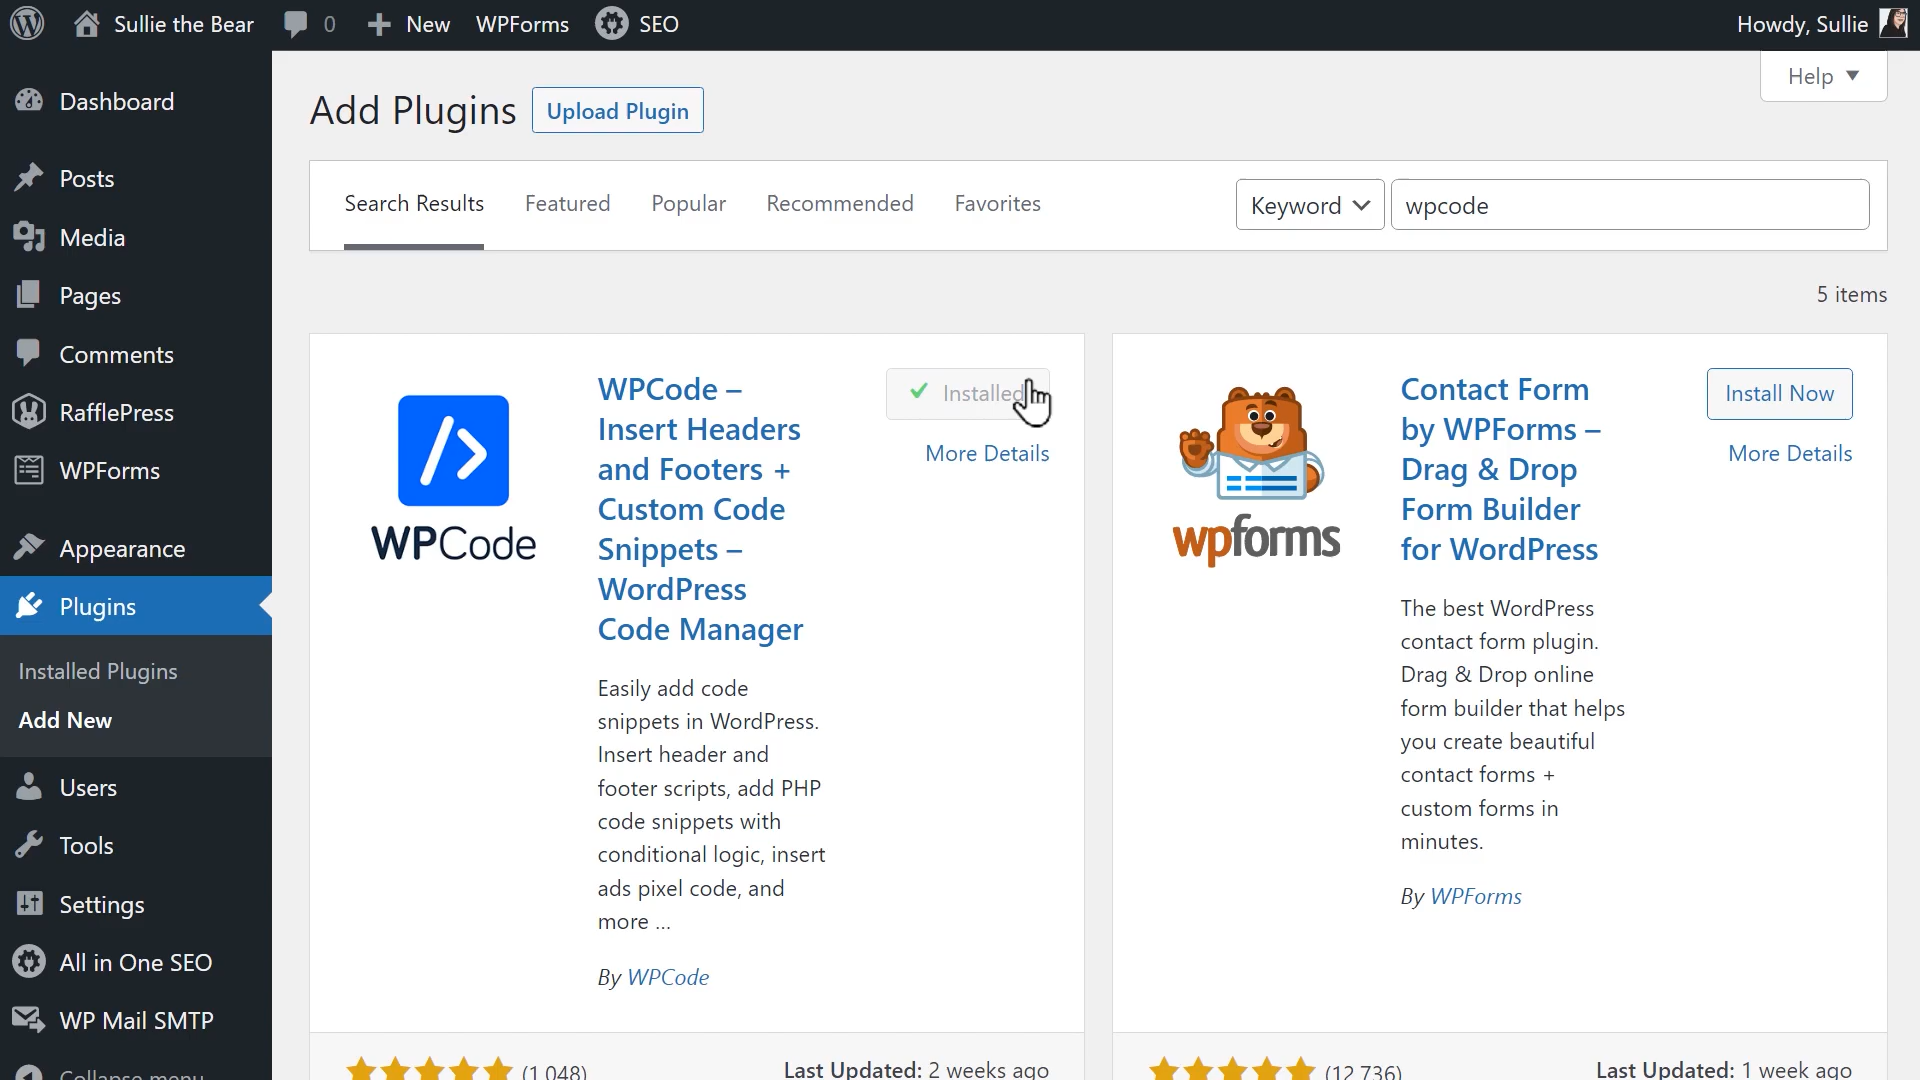 Sullie the Bear
0
New
WPForms
SEO
Howdy, Sullie
Dashboard
Posts
Media
Pages
Comments
RafflePress
WPForms
Appearance
Plugins
Installed Plugins
Add New
Users
Tools
Settings
All in One SEO
WP Mail SMTP
Collapse menu
Help
Add Plugins
Upload Plugin
Search Results
Featured
Popular
Recommended
Favorites
Keyword
wpcode
5 items
WPCode
WPCode –
Insert Headers
and Footers +
Custom Code
Snippets –
WordPress
Code Manager
Installed
More Details
Easily add code
snippets in WordPress.
Insert header and
footer scripts, add PHP
code snippets with
conditional logic, insert
ads pixel code, and
more ...
By WPCode
(1,048)
Last Updated: 2 weeks ago
wpforms
Contact Form
by WPForms –
Drag & Drop
Form Builder
for WordPress
Install Now
More Details
The best WordPress
contact form plugin.
Drag & Drop online
form builder that helps
you create beautiful
contact forms +
custom forms in
minutes.
By WPForms
(12,736)
Last Updated: 1 week ago